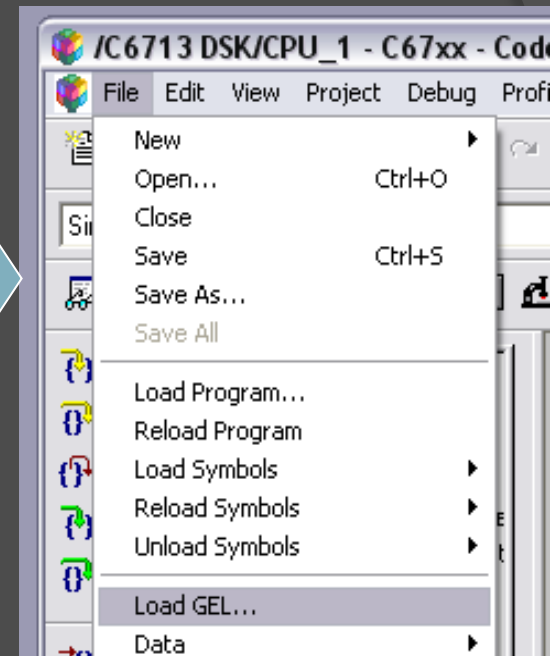 /C6713 DSK/CPU_1 - C67xx - Code
File Edit View Project Debug Profi
New
Open... Ctrl+O
Close
Save Ctrl+S
Save As...
Save All
Load Program...
Reload Program
Load Symbols
Reload Symbols
Unload Symbols
Load GEL...
Data